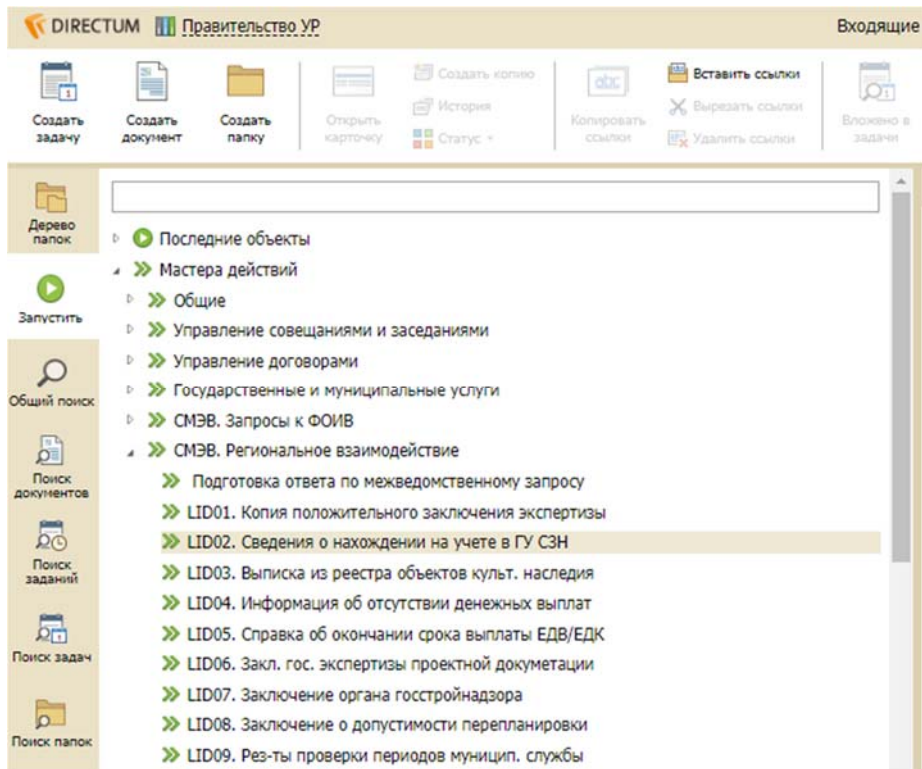 DIRECTUM Правительство УР Входящие
Создать задачу
Создать документ
Создать папку
Открыть карточку
Создать копию
История
Статус
Копировать ссылки
Вставить ссылки
Вырезать ссылки
Удалить ссылки
Вложено в задачи
Дерево папок
Запустить
Общий поиск
Поиск документов
Поиск заданий
Поиск задач
Поиск папок
Последние объекты
Мастера действий
Общие
Управление совещаниями и заседаниями
Управление договорами
Государственные и муниципальные услуги
СМЭВ. Запросы к ФОИВ
СМЭВ. Региональное взаимодействие
Подготовка ответа по межведомственному запросу
LID01. Копия положительного заключения экспертизы
LID02. Сведения о нахождении на учете в ГУ СЗН
LID03. Выписка из реестра объектов культ. наследия
LID04. Информация об отсутствии денежных выплат
LID05. Справка об окончании срока выплаты ЕДВ/ЕДК
LID06. Закл. гос. экспертизы проектной докуметации
LID07. Заключение органа госстройнадзора
LID08. Заключение о допустимости перепланировки
LID09. Рез-ты проверки периодов муницип. службы